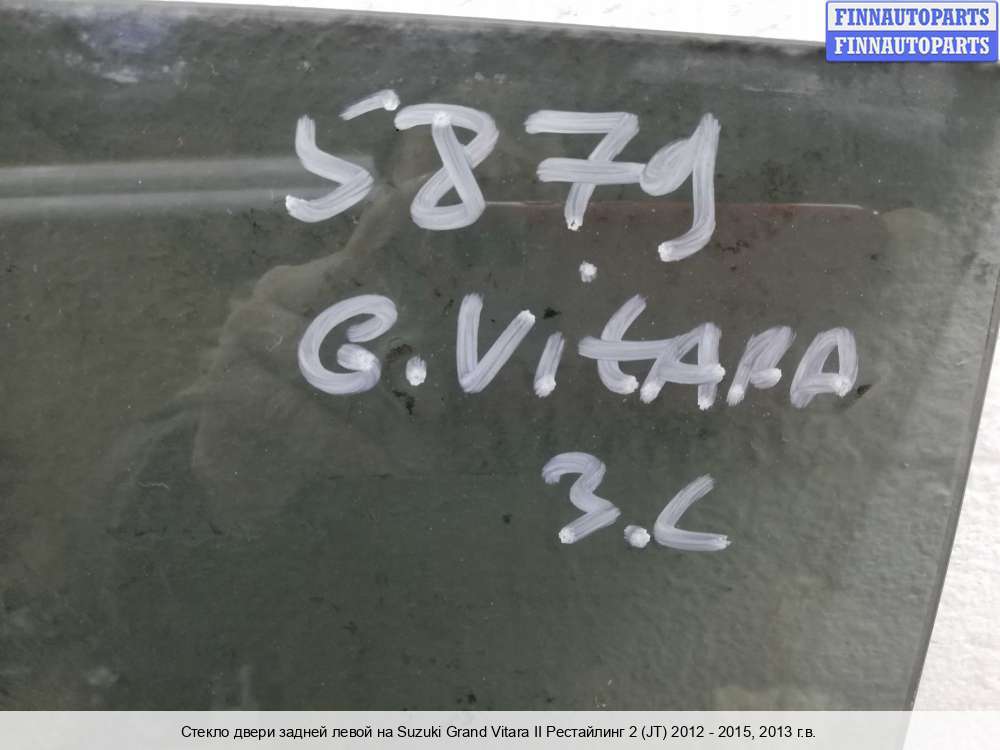 FINNAUTOPARTS
FINNAUTOPARTS
5879
G.VITARA
3.L
Стекло двери задней левой на Suzuki Grand Vitara II Рестайлинг 2 (JT) 2012 - 2015, 2013 г.в.